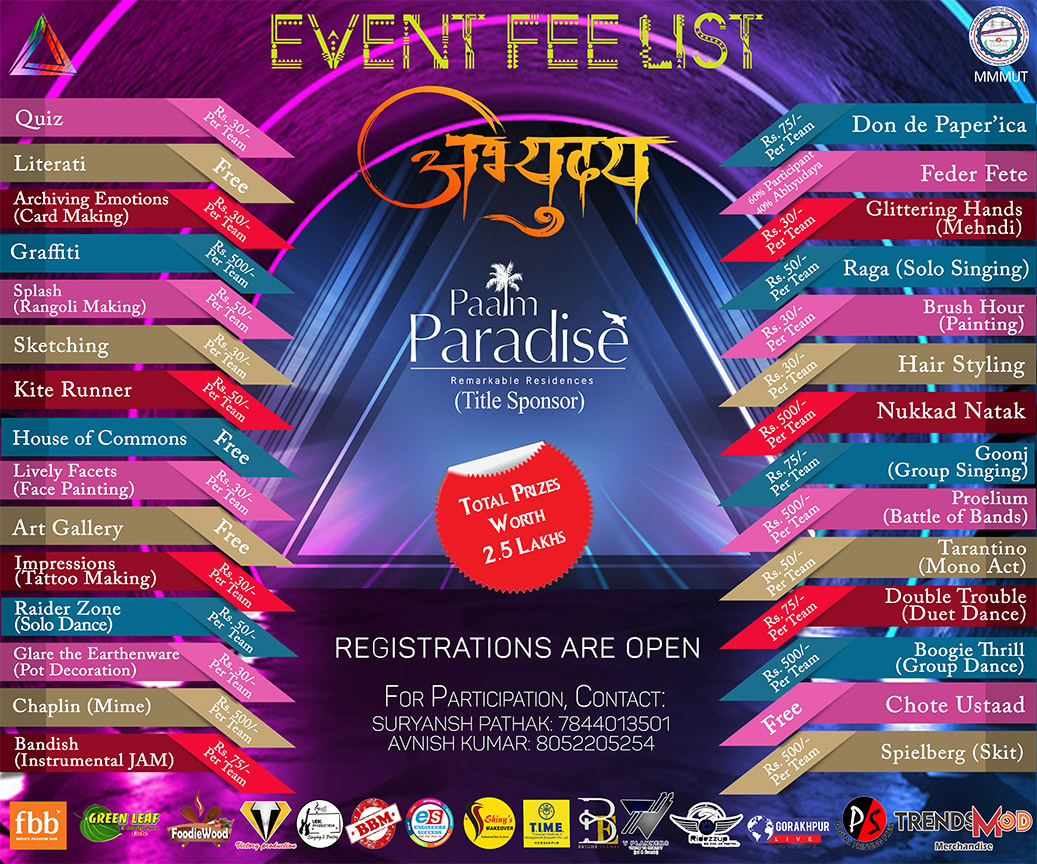 EVENT FEE LIST
MMMUT
अभ्युदय
Quiz
Rs. 30/-
Per Team
Literati
Free
Archiving Emotions
(Card Making)
Rs. 30/-
Per Team
Graffiti
Rs. 500/-
Per Team
Splash
(Rangoli Making)
Rs. 50/-
Per Team
Sketching
Rs. 30/-
Per Team
Kite Runner
Rs. 50/-
Per Team
House of Commons
Free
Lively Facets
(Face Painting)
Rs. 30/-
Per Team
Art Gallery
Free
Impressions
(Tattoo Making)
Rs. 30/-
Per Team
Raider Zone
(Solo Dance)
Rs. 50/-
Per Team
Glare the Earthenware
(Pot Decoration)
Rs. 30/-
Per Team
Chaplin (Mime)
Rs. 500/-
Per Team
Bandish
(Instrumental JAM)
Rs. 75/-
Per Team
Paalm
Paradise
Remarkable Residences
(Title Sponsor)
Total Prizes
Worth
2.5 Lakhs
REGISTRATIONS ARE OPEN
For Participation, Contact:
SURYANSH PATHAK: 7844013501
AVNISH KUMAR: 8052205254
Rs. 75/-
Per Team
Don de Paper'ica
60% Participant
40% Abhyudaya
Feder Fete
Rs. 30/-
Per Team
Glittering Hands
(Mehndi)
Rs. 50/-
Per Team
Raga (Solo Singing)
Rs. 30/-
Per Team
Brush Hour
(Painting)
Rs. 30/-
Per Team
Hair Styling
Rs. 500/-
Per Team
Nukkad Natak
Rs. 75/-
Per Team
Goonj
(Group Singing)
Rs. 500/-
Per Team
Proelium
(Battle of Bands)
Rs. 50/-
Per Team
Tarantino
(Mono Act)
Rs. 75/-
Per Team
Double Trouble
(Duet Dance)
Rs. 500/-
Per Team
Boogie Thrill
(Group Dance)
Free
Chote Ustaad
Rs. 500/-
Per Team
Spielberg (Skit)
fbb
GREEN LEAF
FoodieWood
Victory production
BBM
es
ENGINEERS
SUCCESS
Shiny's
MAKEOVER
T.I.M.E.
GORAKHPUR
V PLANNERS
GORAKHPUR
LIVE
PS
TRENDSMOD
Merchandise